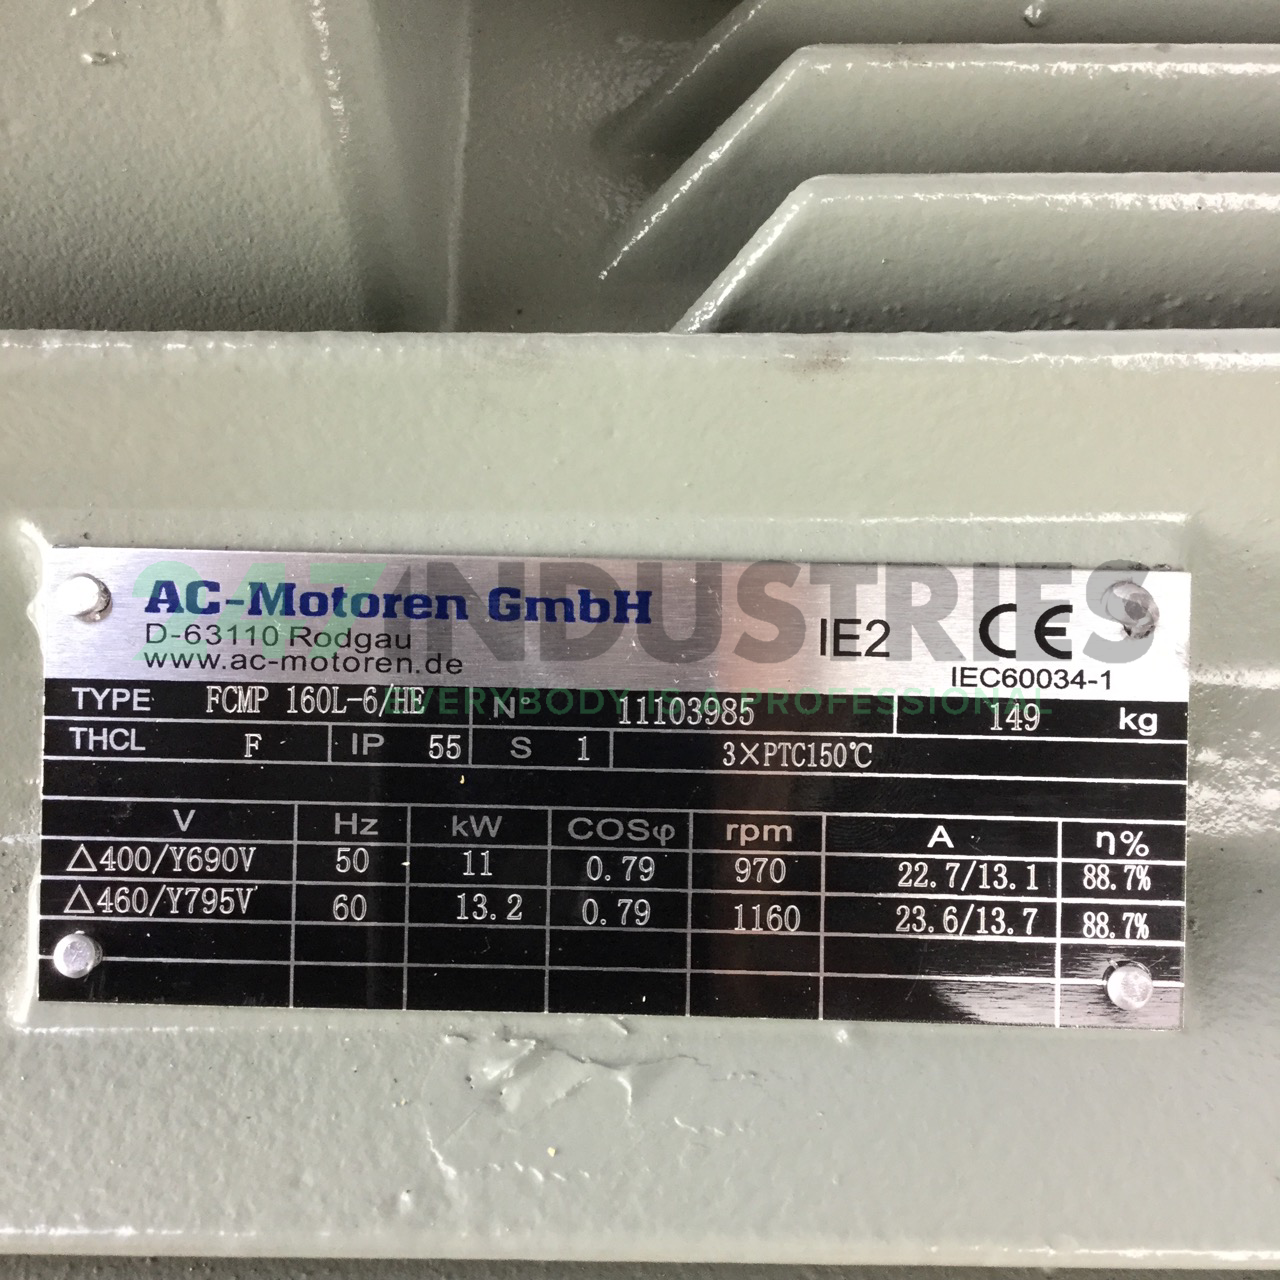 247 INDUSTRIES
EVERYBODY IS A PROFESSIONAL
AC-Motoren GmbH
D-63110 Rodgau
www.ac-motoren.de
IE2 CE
IEC60034-1
TYPE FCMP 160L-6/HE N° 11103985 149 kg
THCL F IP 55 S 1 3×PTC150℃
V Hz kW COSφ rpm A η%
△400/Y690V 50 11 0.79 970 22.7/13.1 88.7%
△460/Y795V 60 13.2 0.79 1160 23.6/13.7 88.7%